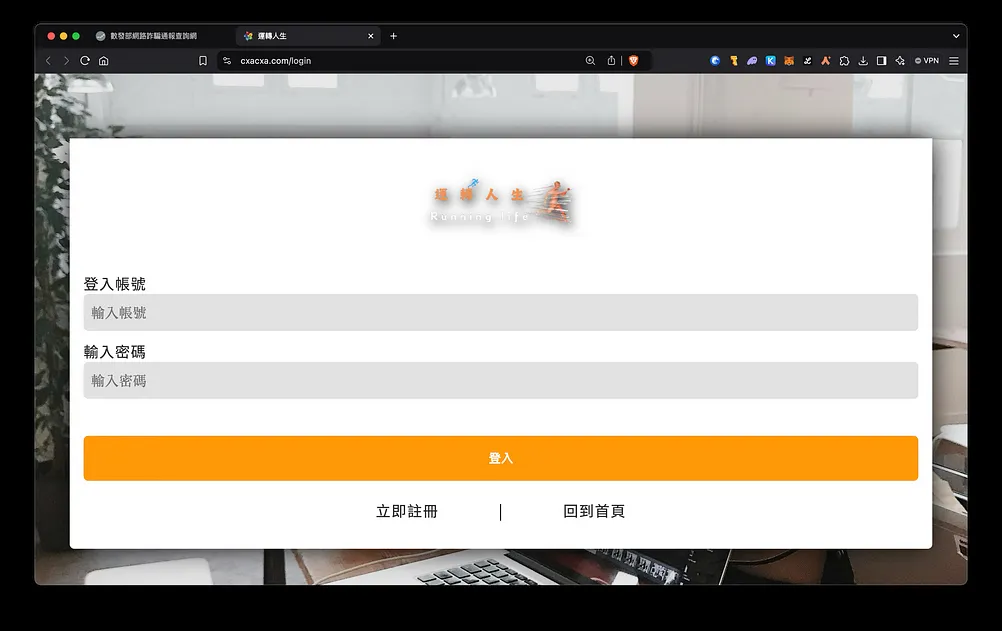 數發部網路詐騙通報查詢網
運轉人生
cxacxa.com/login
VPN
運轉人生
Running life
登入帳號
輸入帳號
輸入密碼
輸入密碼
登入
立即註冊 | 回到首頁